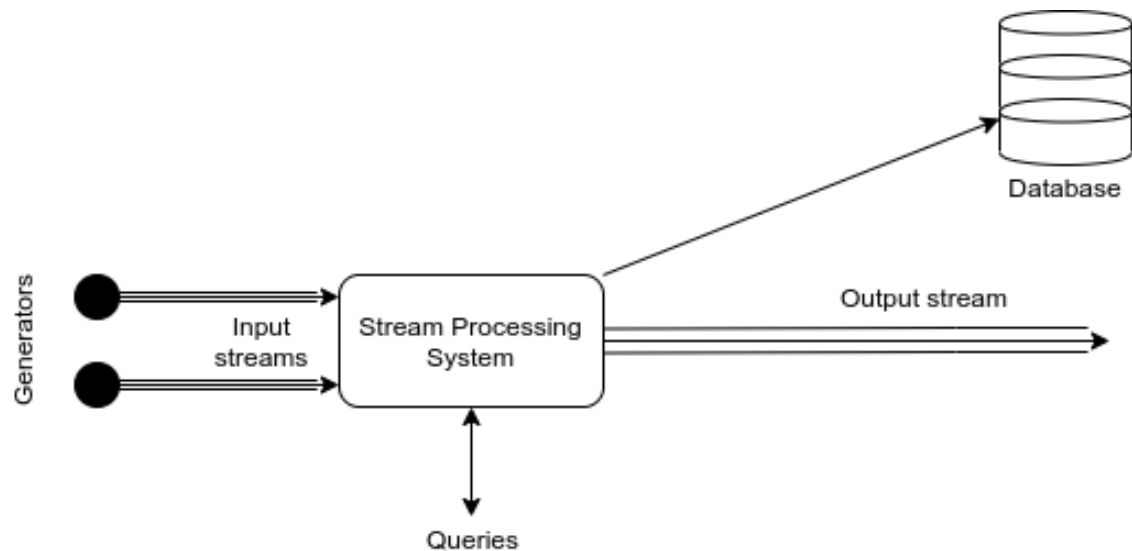 Database
Generators
Input
streams
Stream Processing
System
Output stream
Queries